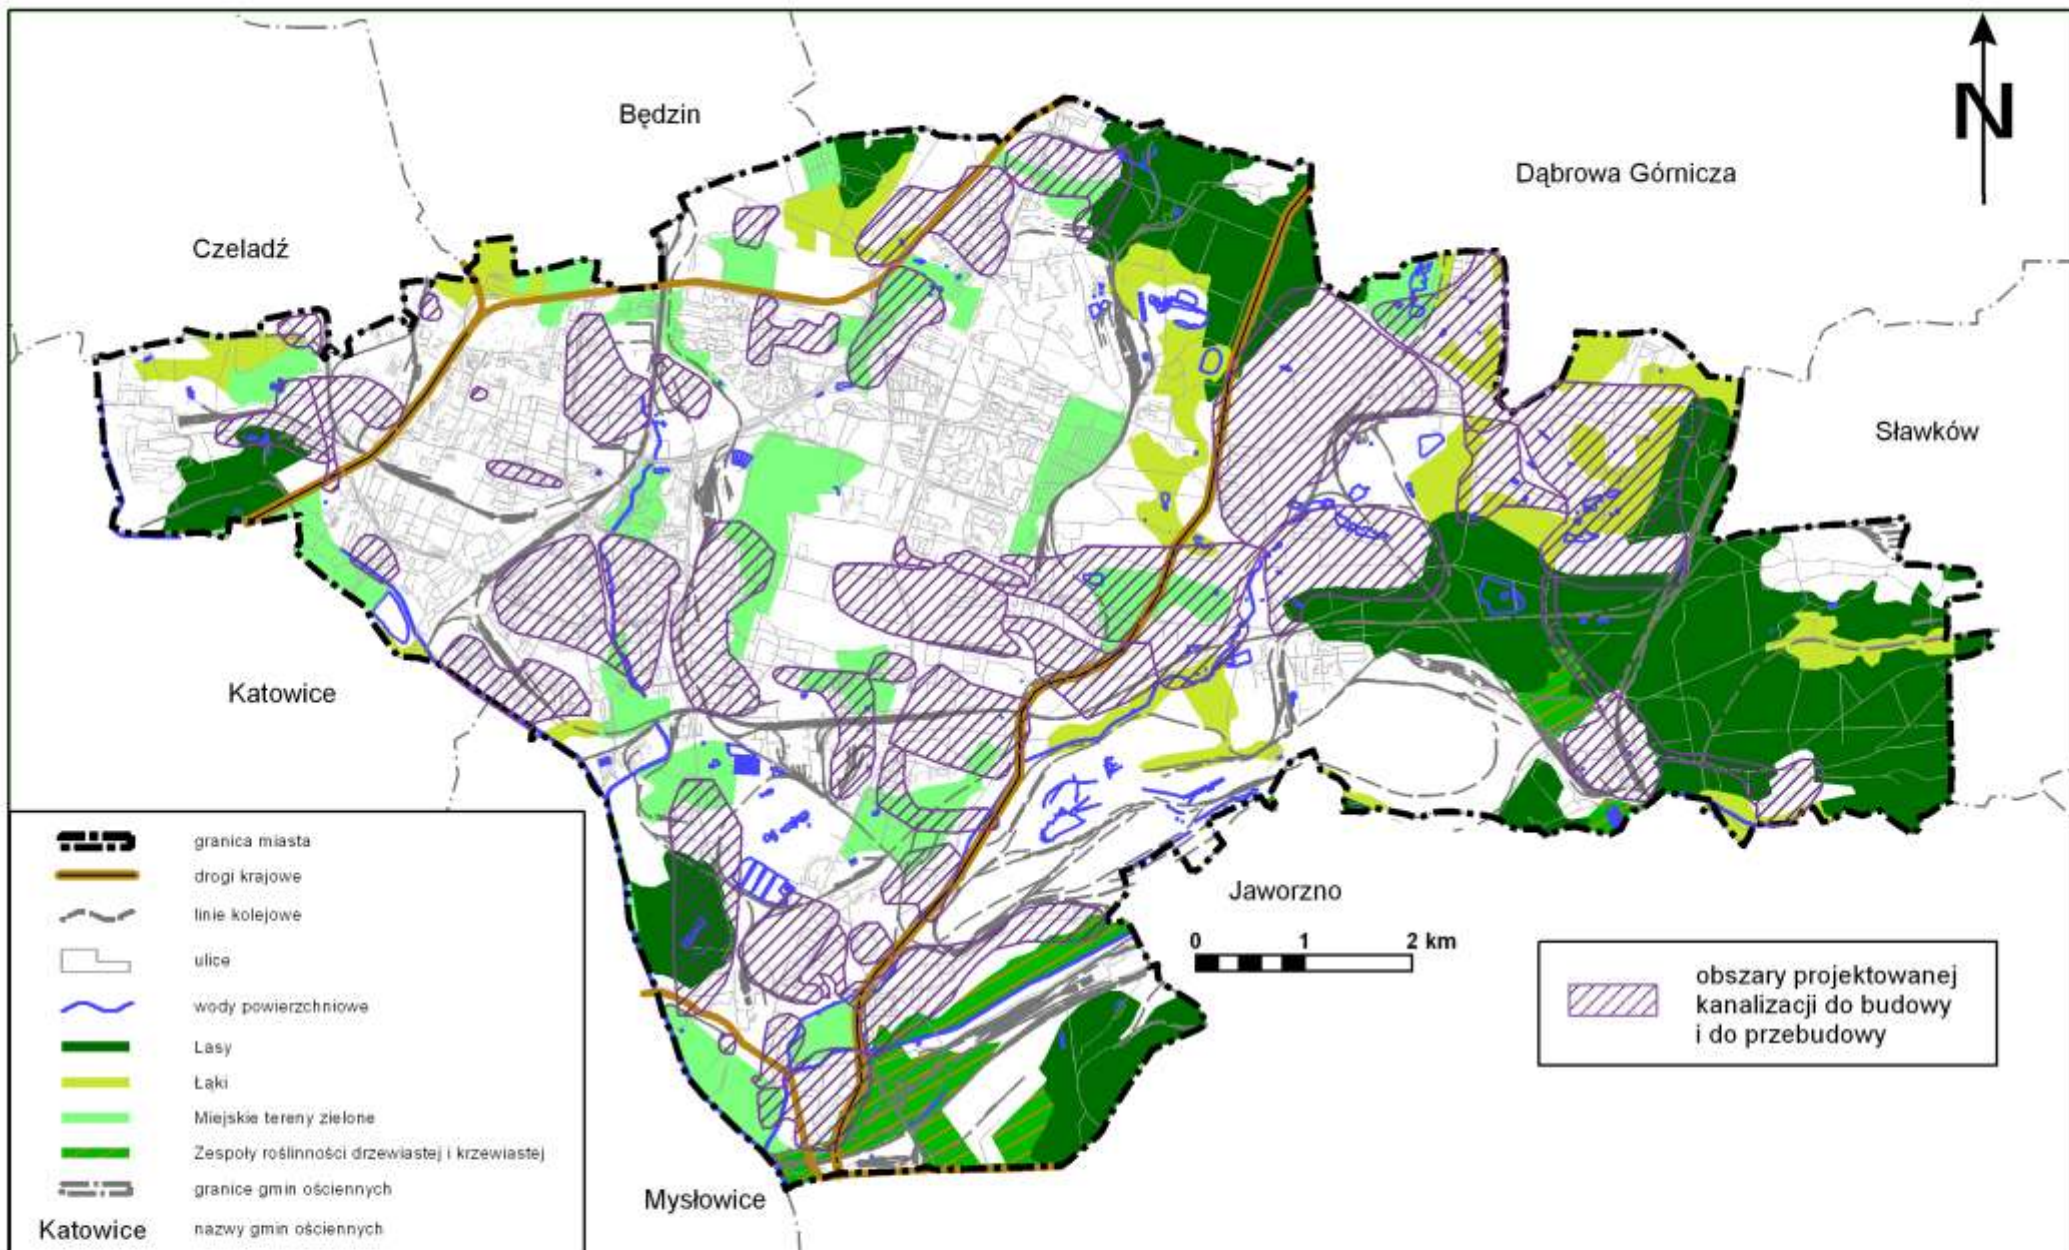 N
Będzin
Dąbrowa Górnicza
Czeladź
Sławków
Katowice
Jaworzno
0 1 2 km
Mysłowice
granica miasta
drogi krajowe
linie kolejowe
ulice
wody powierzchniowe
Lasy
Łąki
Miejskie tereny zielone
Zespoły roślinności drzewiastej i krzewiastej
granice gmin ościennych
Katowice nazwy gmin ościennych
obszary projektowanej
kanalizacji do budowy
i do przebudowy